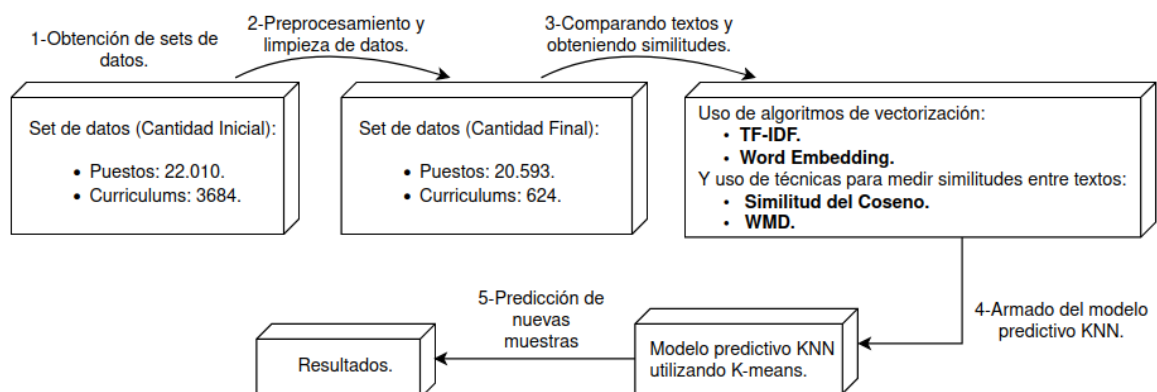 1-Obtención de sets de
datos.
2-Preprocesamiento y
limpieza de datos.
3-Comparando textos y
obteniendo similitudes.
Set de datos (Cantidad Inicial):
• Puestos: 22.010.
• Curriculums: 3684.
Set de datos (Cantidad Final):
• Puestos: 20.593.
• Curriculums: 624.
Uso de algoritmos de vectorización:
• TF-IDF.
• Word Embedding.
Y uso de técnicas para medir similitudes entre textos:
• Similitud del Coseno.
• WMD.
4-Armado del modelo
predictivo KNN.
Modelo predictivo KNN
utilizando K-means.
5-Predicción de
nuevas
muestras
Resultados.